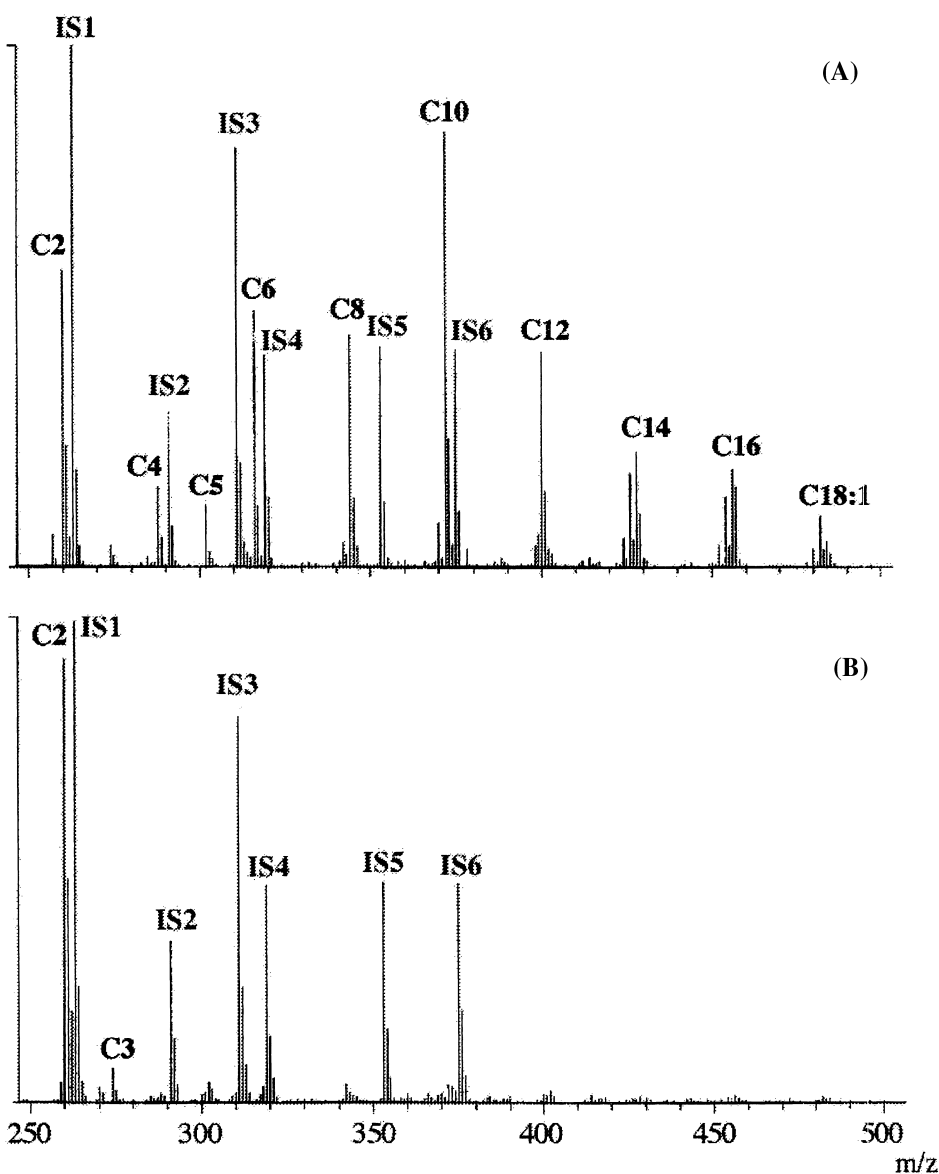 IS1
(A)
C10
IS3
C2
C6
C8
IS5
IS6
C12
IS4
IS2
C14
C4
C16
C5
C18:1
C2
IS1
(B)
IS3
IS4
IS5
IS6
IS2
C3
250 300 350 400 450 500
m/z